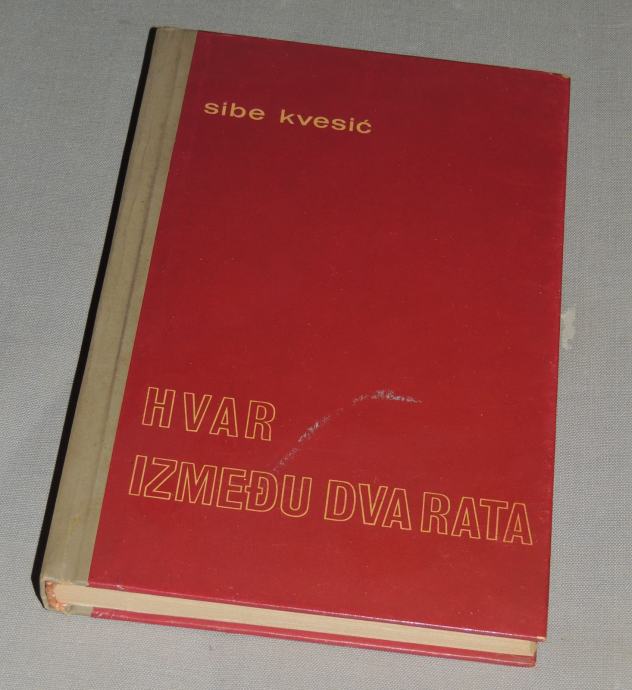 sibe kvesić
HVAR
IZMEĐU DVA RATA